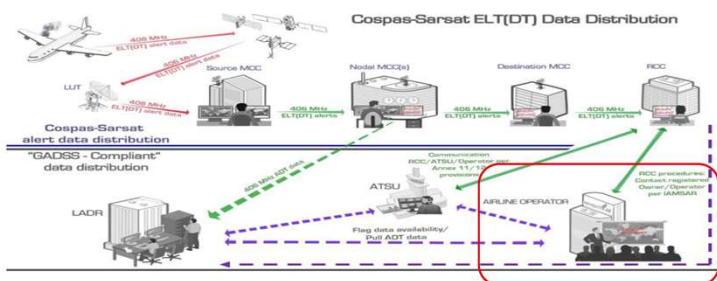 Cospas-Sarsat ELT(DT) Data Distribution
406 MHz
ELT(DT) alert data
406 MHz
ELT(DT) alert data
LUT
406 MHz
ELT(DT) alerts
Source MCC
Nodal MCC(s)
Destination MCC
RCC
406 MHz
ELT(DT) alerts
406 MHz
ELT(DT) alerts
406 MHz
ELT(DT) alerts
Cospas-Sarsat
alert data distribution
"GADSS - Compliant"
data distribution
406 MHz ADT data
Communication
RCC/ATSU/Operator per
Annex 11/12
provisions
RCC procedures:
Contact registered
Owner/Operator
per IAMSAR
ATSU
AIRLINE OPERATOR
LADR
Flag data availability/
Pull ADT data